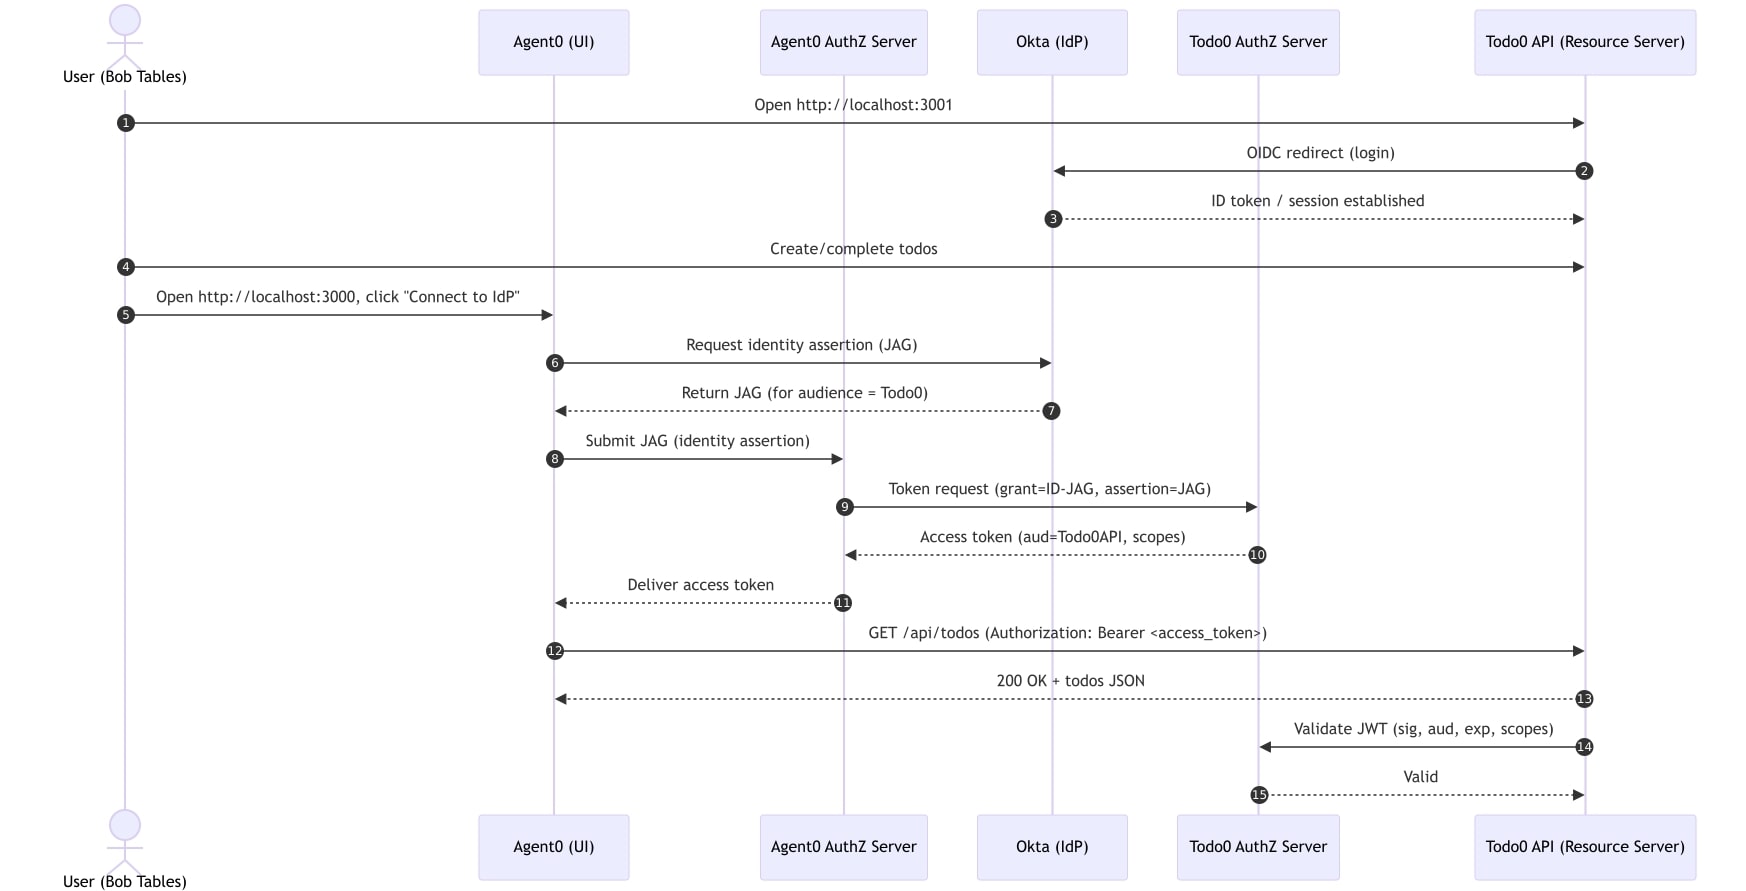 User (Bob Tables)
Agent0 (UI)
Agent0 AuthZ Server
Okta (IdP)
Todo0 AuthZ Server
Todo0 API (Resource Server)
Open http://localhost:3001
1
OIDC redirect (login)
2
ID token / session established
3
Create/complete todos
4
Open http://localhost:3000, click "Connect to IdP"
5
Request identity assertion (JAG)
6
Return JAG (for audience = Todo0)
7
Submit JAG (identity assertion)
8
Token request (grant=ID-JAG, assertion=JAG)
9
Access token (aud=Todo0API, scopes)
10
Deliver access token
11
GET /api/todos (Authorization: Bearer <access_token>)
12
200 OK + todos JSON
13
Validate JWT (sig, aud, exp, scopes)
14
Valid
15
User (Bob Tables)
Agent0 (UI)
Agent0 AuthZ Server
Okta (IdP)
Todo0 AuthZ Server
Todo0 API (Resource Server)